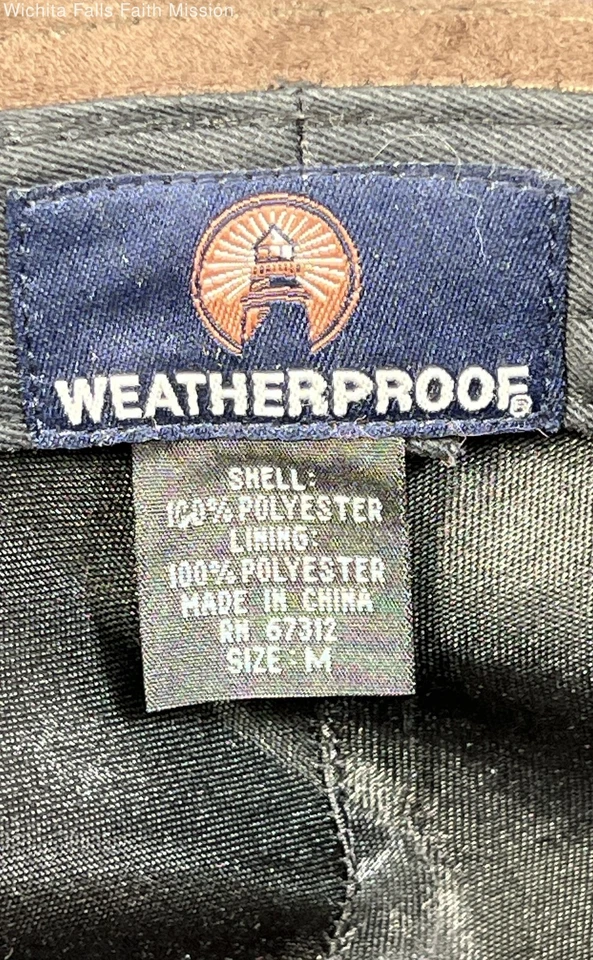 Wichita Falls Faith Mission
WEATHERPROOF®
SHELL:
100% POLYESTER
LINING:
100% POLYESTER
MADE IN CHINA
RN 67312
SIZE: M